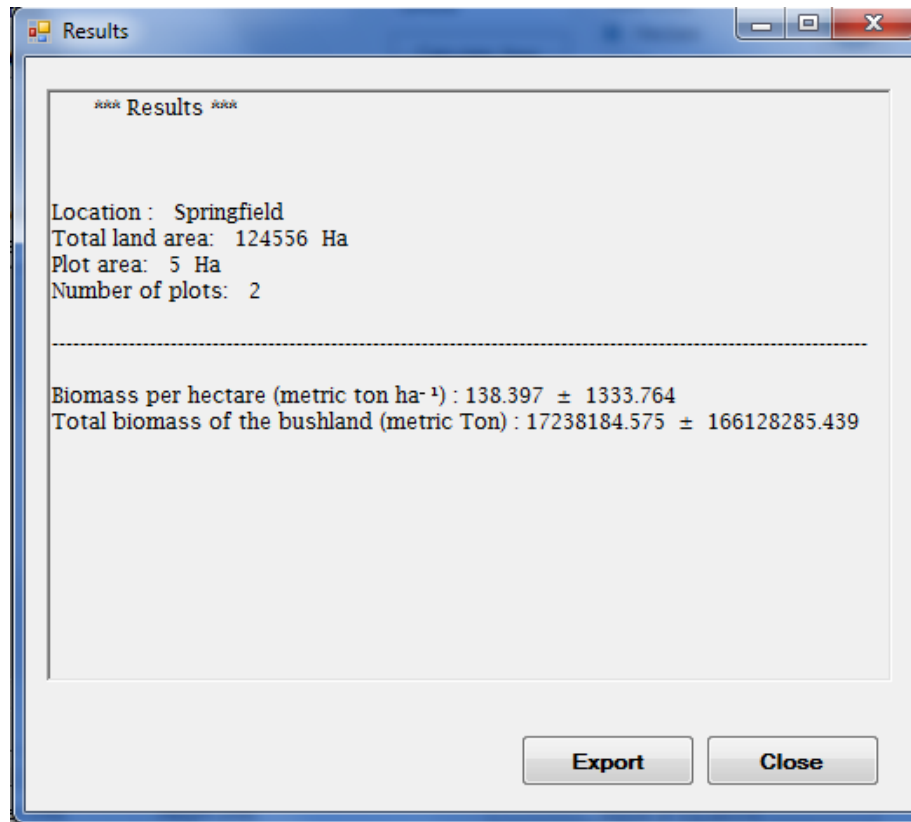 Results
*** Results ***
Location : Springfield
Total land area: 124556 Ha
Plot area: 5 Ha
Number of plots: 2
Biomass per hectare (metric ton ha-¹) : 138.397 ± 1333.764
Total biomass of the bushland (metric Ton) : 17238184.575 ± 166128285.439
Export Close